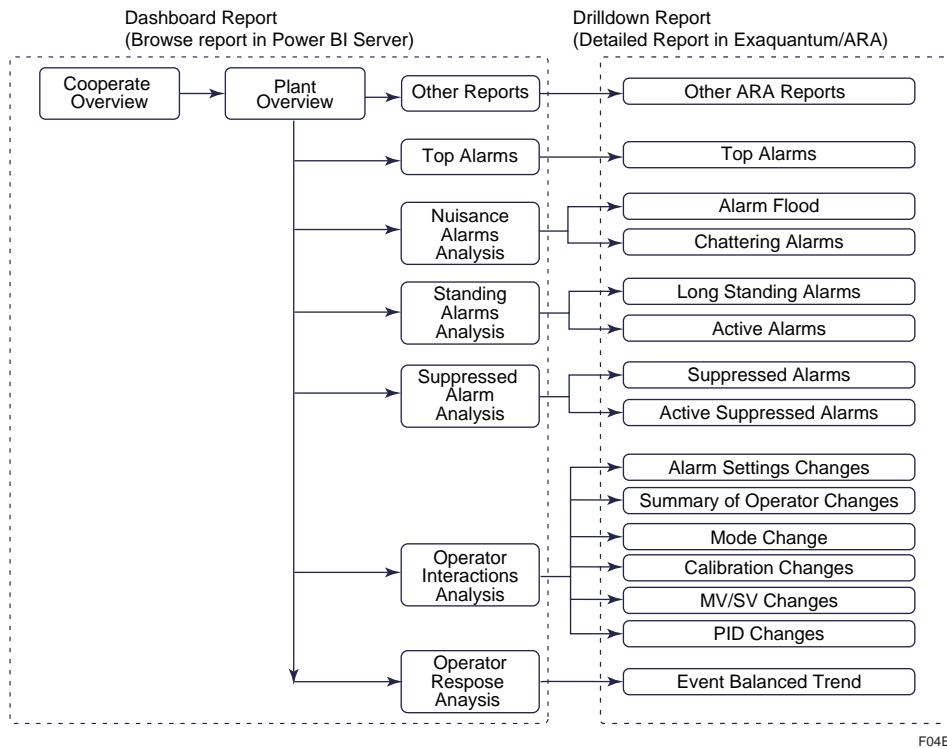 Dashboard Report
(Browse report in Power BI Server)
Drilldown Report
(Detailed Report in Exaquantum/ARA)
Cooperate
Overview
Plant
Overview
Other Reports
Other ARA Reports
Top Alarms
Top Alarms
Nuisance
Alarms
Analysis
Alarm Flood
Chattering Alarms
Standing
Alarms
Analysis
Long Standing Alarms
Active Alarms
Suppressed
Alarm
Analysis
Suppressed Alarms
Active Suppressed Alarms
Operator
Interactions
Analysis
Alarm Settings Changes
Summary of Operator Changes
Mode Change
Calibration Changes
MV/SV Changes
PID Changes
Operator
Respose
Anaysis
Event Balanced Trend